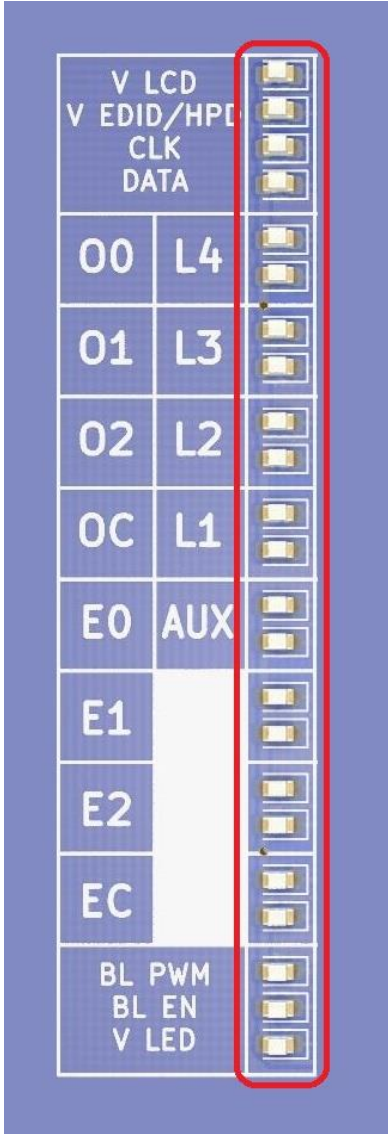 V LCD
V EDID/HPD
CLK
DATA
O0 L4
O1 L3
O2 L2
OC L1
E0 AUX
E1
E2
EC
BL PWM
BL EN
V LED